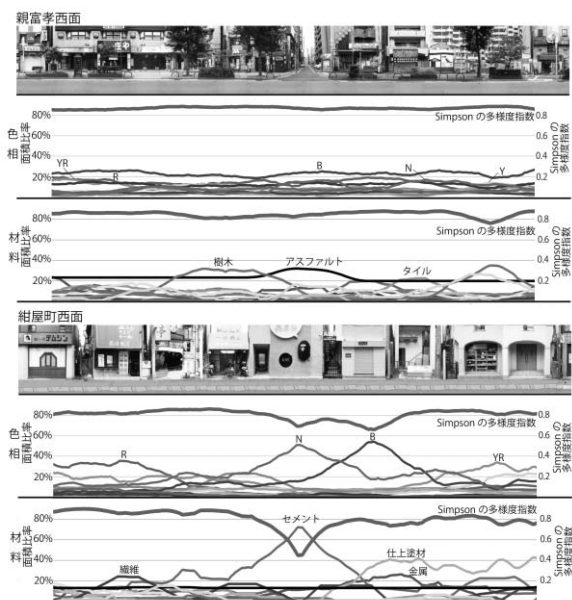 親富孝西面
80%
60%
40%
20%
色相
面積比率
Simpson の多様度指数
0.8
0.6
0.4
0.2
Simpson の
多様度指数
YR
R
B
N
Y
80%
60%
40%
20%
材料
面積比率
Simpson の多様度指数
0.8
0.6
0.4
0.2
Simpson の
多様度指数
樹木
アスファルト
タイル
紺屋町西面
80%
60%
40%
20%
色相
面積比率
Simpson の多様度指数
0.8
0.6
0.4
0.2
Simpson の
多様度指数
R
N
B
YR
80%
60%
40%
20%
材料
面積比率
Simpson の多様度指数
0.8
0.6
0.4
0.2
Simpson の
多様度指数
セメント
繊維
仕上塗材
金属